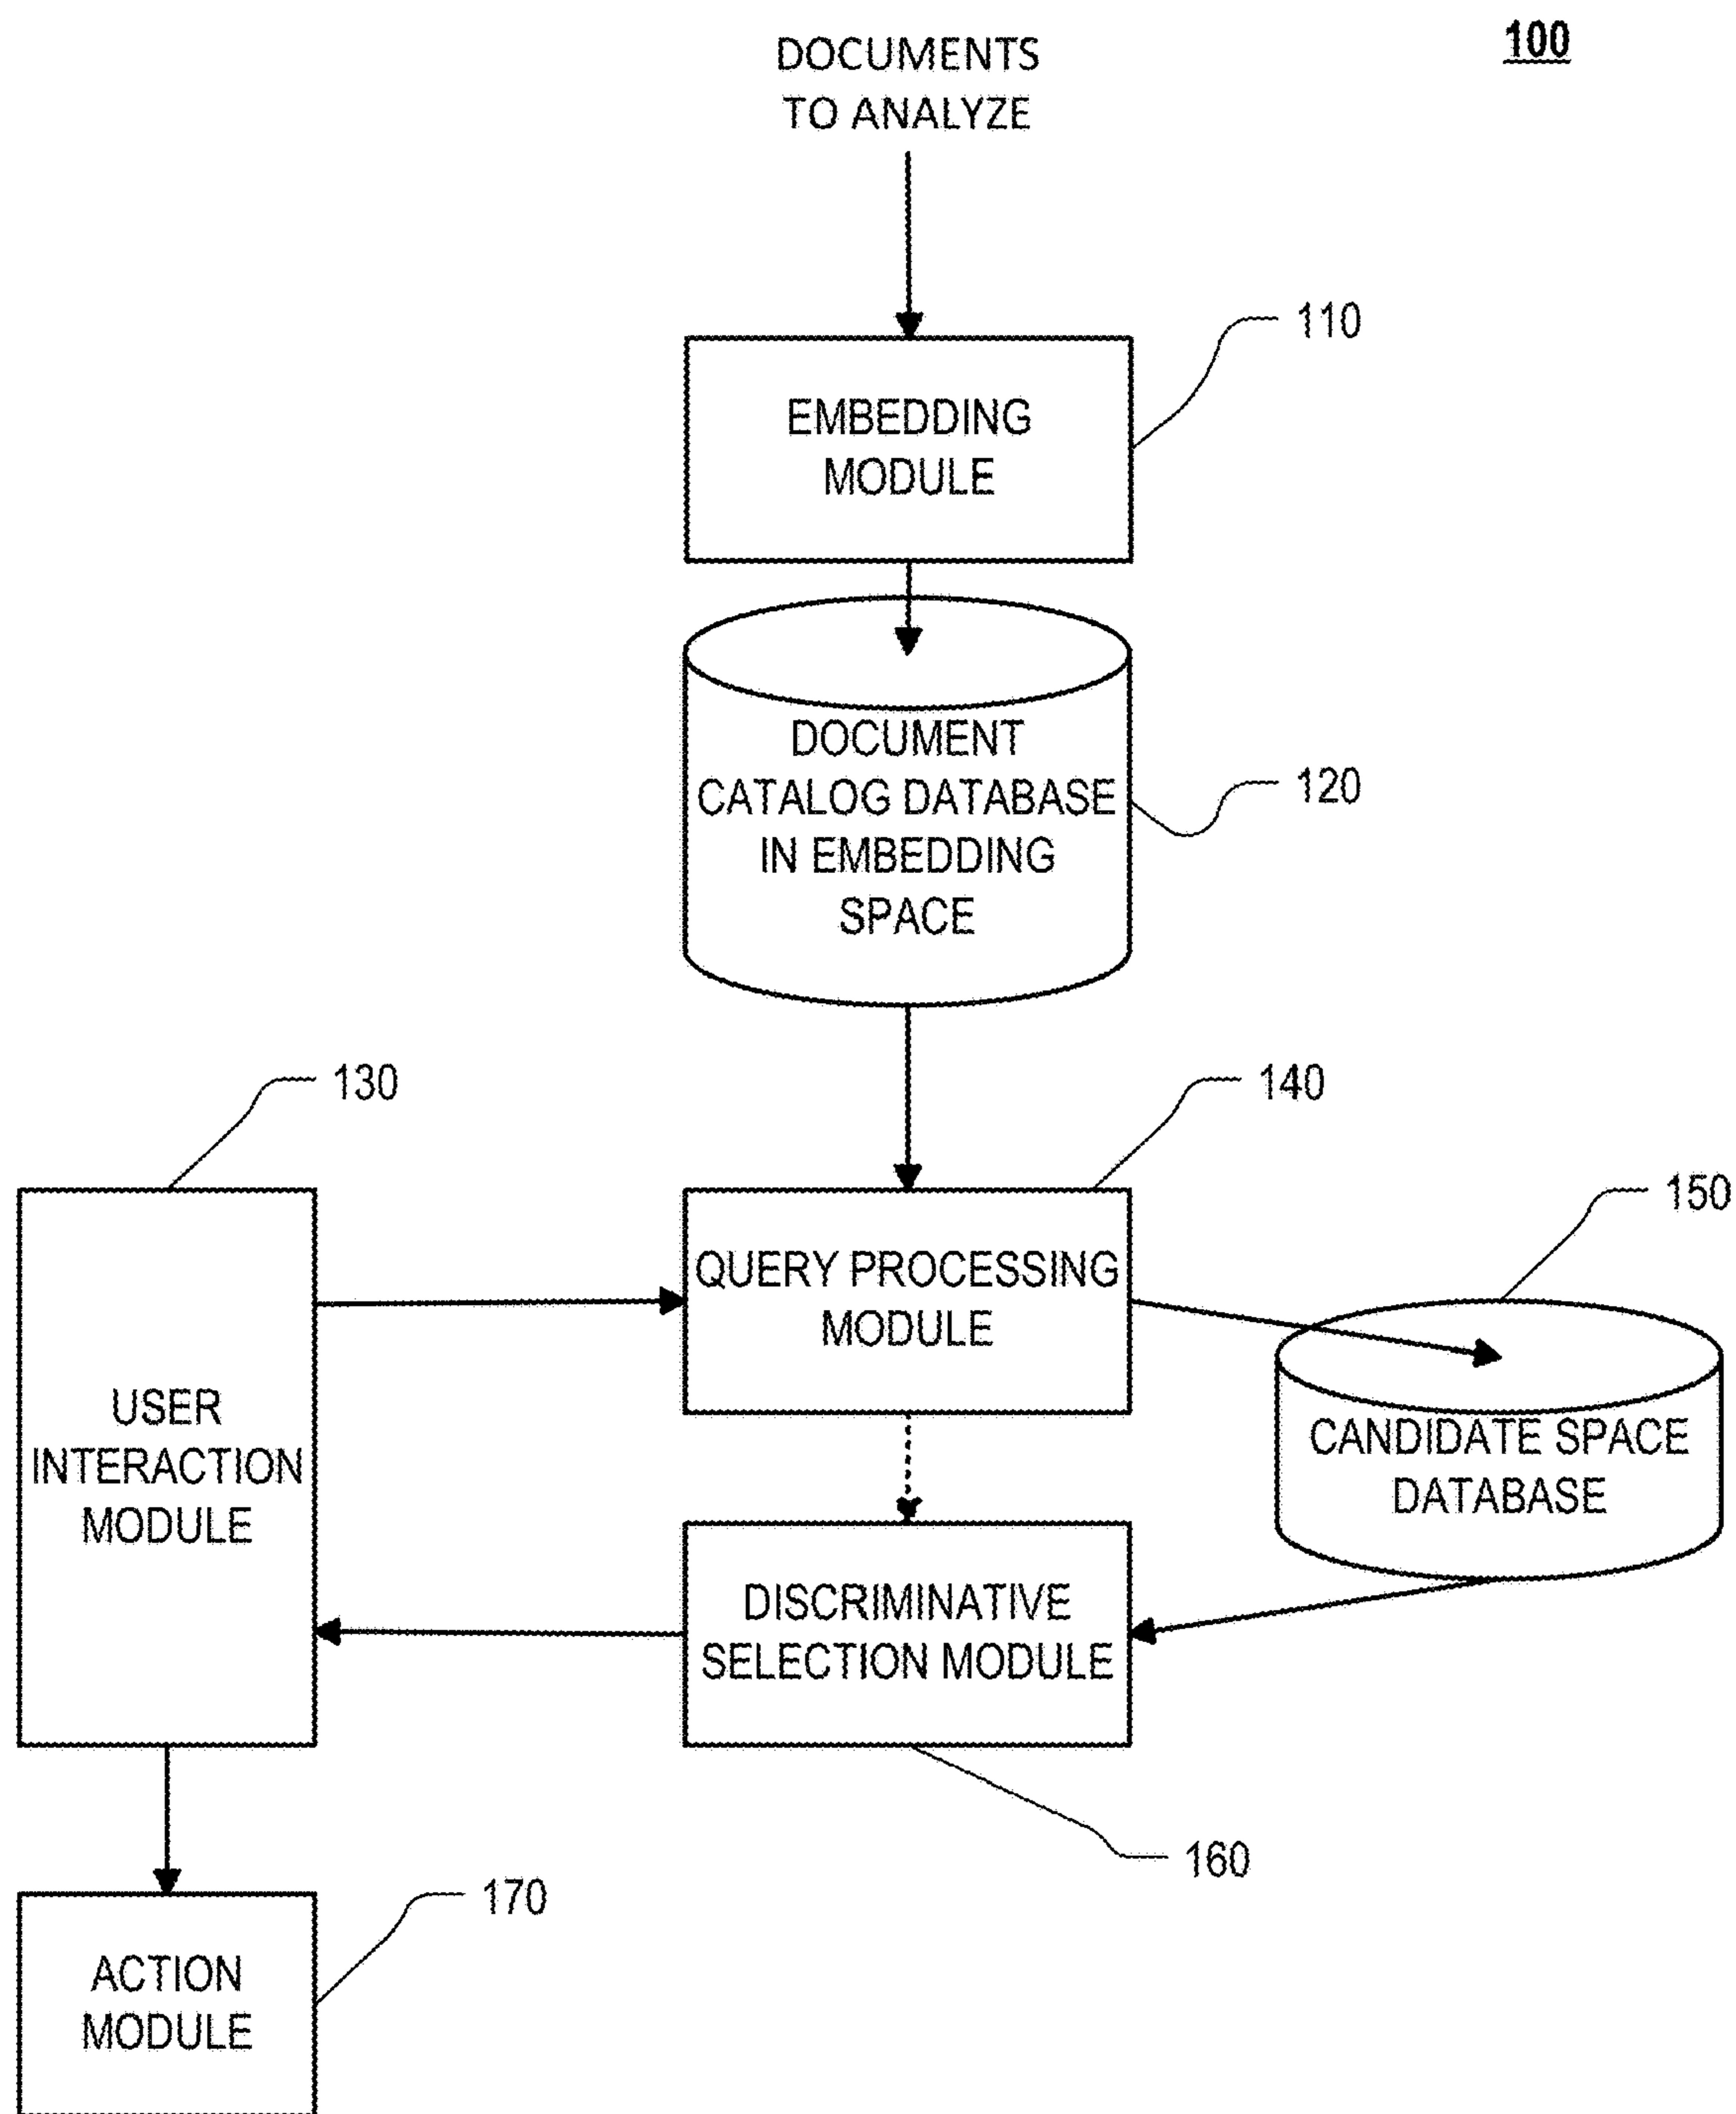 100
DOCUMENTS
TO ANALYZE
110
EMBEDDING
MODULE
DOCUMENT
CATALOG DATABASE
IN EMBEDDING
SPACE
120
130
140
150
QUERY PROCESSING
MODULE
USER
INTERACTION
MODULE
CANDIDATE SPACE
DATABASE
DISCRIMINATIVE
SELECTION MODULE
160
170
ACTION
MODULE